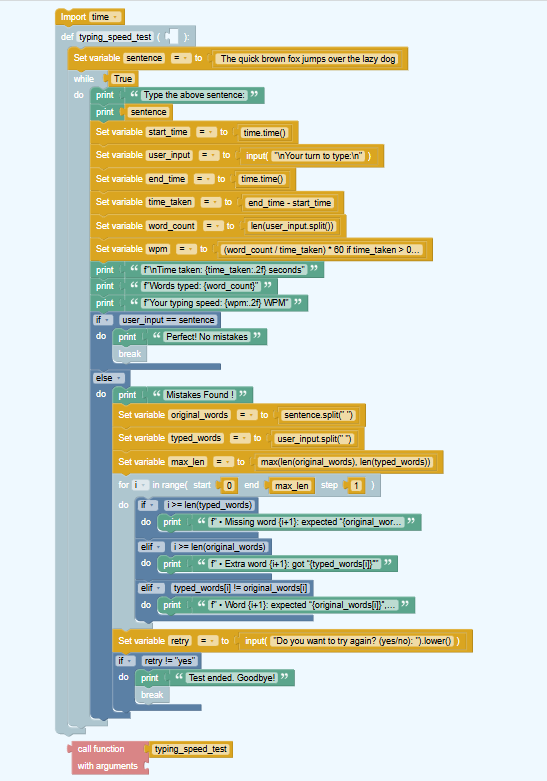 Import time
def typing_speed_test ( ):
Set variable sentence = to The quick brown fox jumps over the lazy dog
while True
do print “ Type the above sentence: ”
print sentence
Set variable start_time = to time.time()
Set variable user_input = to input( "\nYour turn to type:\n" )
Set variable end_time = to time.time()
Set variable time_taken = to end_time - start_time
Set variable word_count = to len(user_input.split())
Set variable wpm = to (word_count / time_taken) * 60 if time_taken > 0...
print “ f"\nTime taken: {time_taken:.2f} seconds" ”
print “ f"Words typed: {word_count}" ”
print “ f"Your typing speed: {wpm:.2f} WPM" ”
if user_input == sentence
do print “ Perfect! No mistakes ”
break
else
do print “ Mistakes Found ! ”
Set variable original_words = to sentence.split(" ")
Set variable typed_words = to user_input.split(" ")
Set variable max_len = to max(len(original_words), len(typed_words))
for i in range( start 0 end max_len step 1 )
do if i >= len(typed_words)
do print “ f" • Missing word {i+1}: expected "{original_wor... ”
elif i >= len(original_words)
do print “ f" • Extra word {i+1}: got "{typed_words[i]}"" ”
elif typed_words[i] != original_words[i]
do print “ f" • Word {i+1}: expected "{original_words[i]}",... ”
Set variable retry = to input( "Do you want to try again? (yes/no): ").lower() )
if retry != "yes"
do print “ Test ended. Goodbye! ”
break
call function typing_speed_test
with arguments